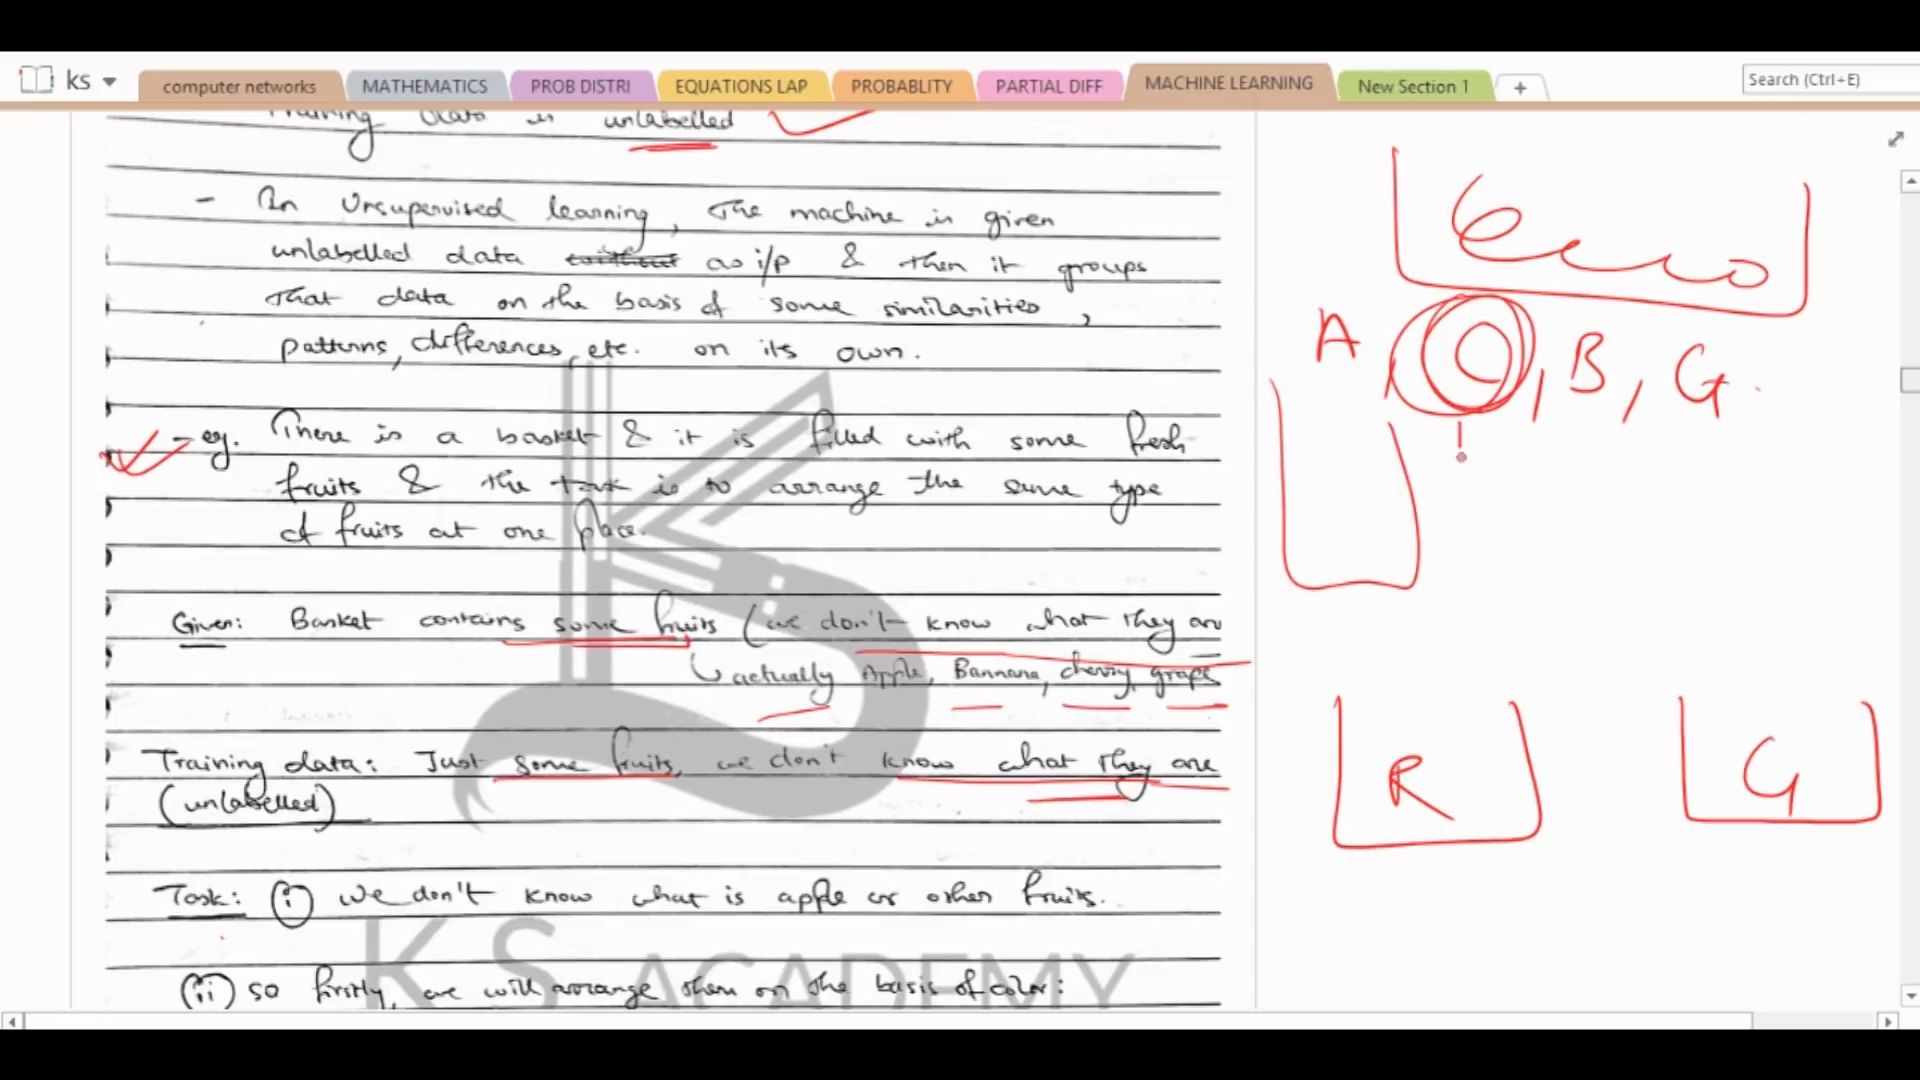 ks
computer networks
MATHEMATICS
PROB DISTRI
EQUATIONS LAP
PROBABLITY
PARTIAL DIFF
MACHINE LEARNING
New Section 1
+
Search (Ctrl+E)
Training data is unlabelled
- In Unsupervised learning, The machine is given
unlabelled data without as i/p & then it groups
That data on the basis of some similarities,
patterns, differences, etc. on its own.
- eg. There is a basket & it is filled with some fresh
fruits & the task is to arrange the same type
of fruits at one place.
Given: Basket contains some fruits (we don't know what they are
actually Apple, Bannana, cherry, grape
Training data: Just some fruits, we don't know what they are
(unlabelled)
Task: (i) we don't know what is apple or other fruits.
(ii) so firstly, we will arrange them on the basis of color:
A C, B, G.
R
G
KS ACADEMY